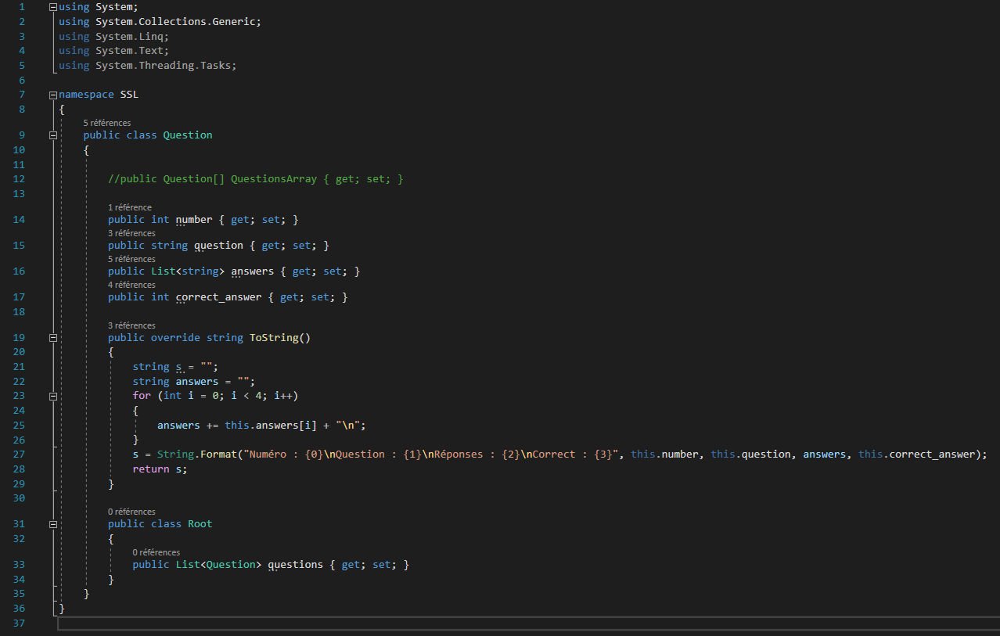 1 using System;
2 using System.Collections.Generic;
3 using System.Linq;
4 using System.Text;
5 using System.Threading.Tasks;
6
7 namespace SSL
8 {
5 références
9 public class Question
10 {
11
12 //public Question[] QuestionsArray { get; set; }
13
1 référence
14 public int number { get; set; }
3 références
15 public string question { get; set; }
5 références
16 public List<string> answers { get; set; }
4 références
17 public int correct_answer { get; set; }
18
3 références
19 public override string ToString()
20 {
21 string s = "";
22 string answers = "";
23 for (int i = 0; i < 4; i++)
24 {
25 answers += this.answers[i] + "\n";
26 }
27 s = String.Format("Numéro : {0}\nQuestion : {1}\nRéponses : {2}\nCorrect : {3}", this.number, this.question, answers, this.correct_answer);
28 return s;
29 }
30
0 références
31 public class Root
32 {
0 références
33 public List<Question> questions { get; set; }
34 }
35 }
36 }
37